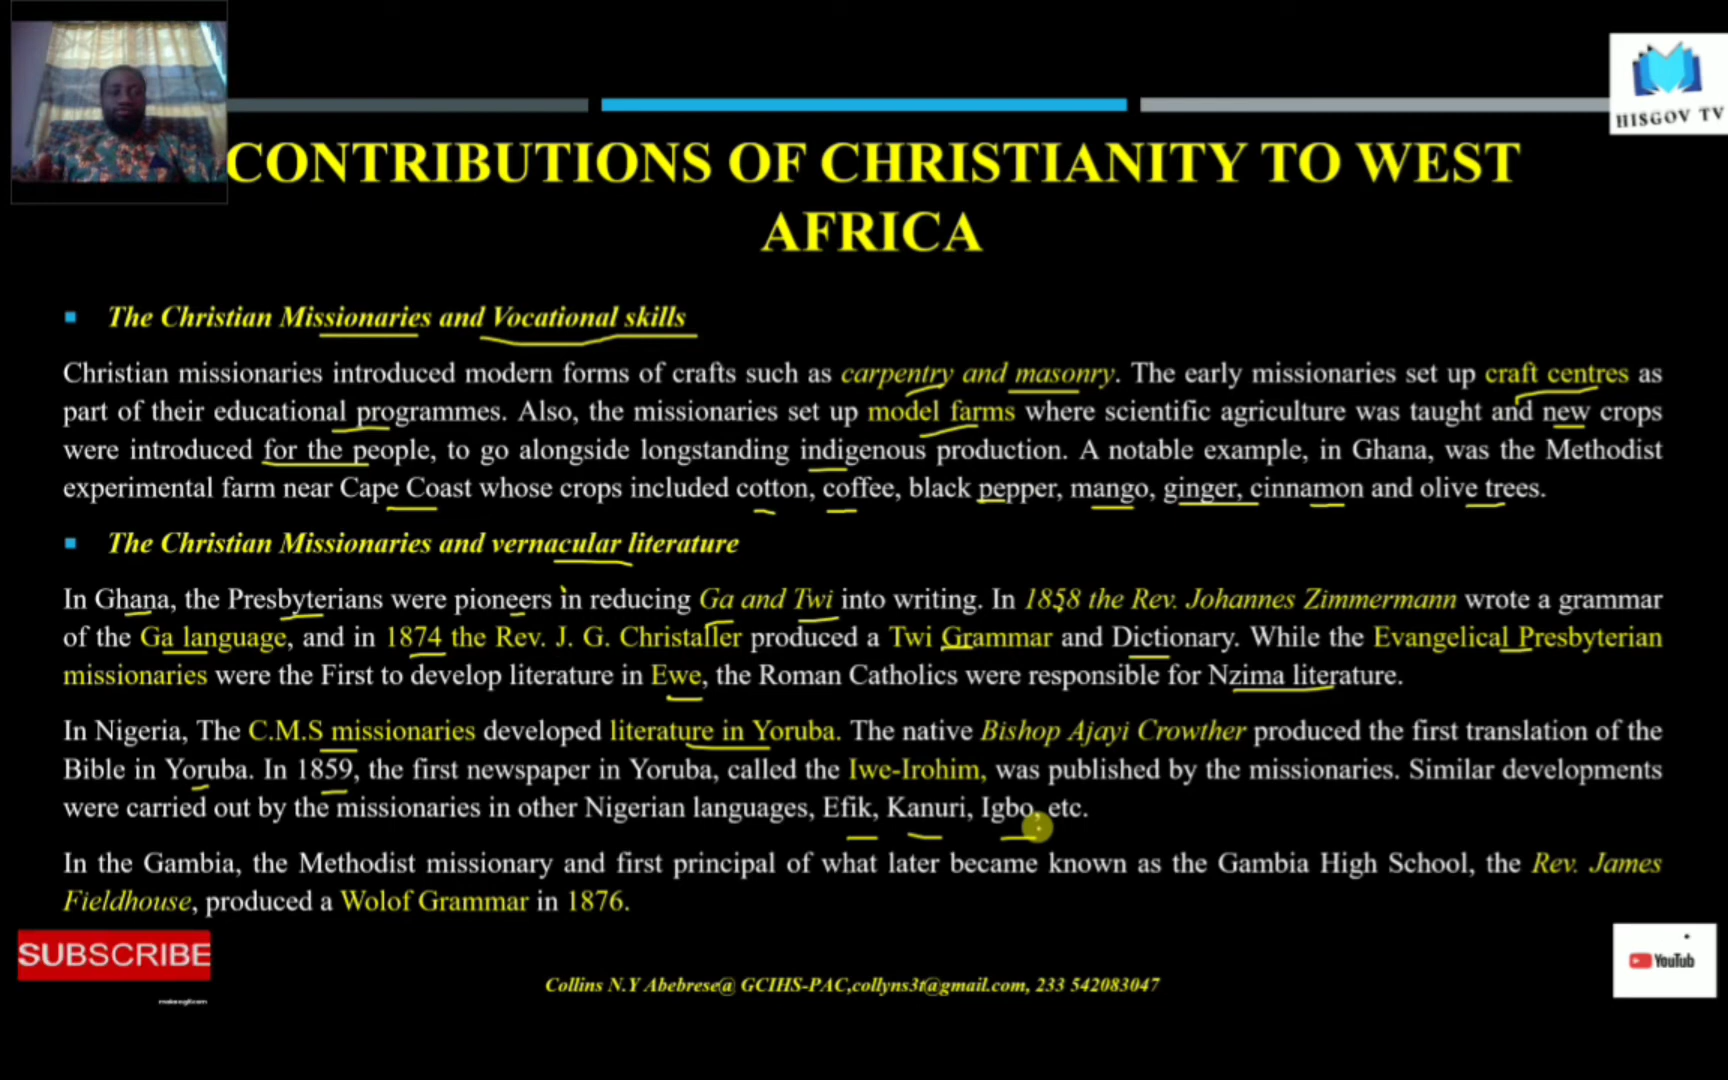 HISGOV TV
CONTRIBUTIONS OF CHRISTIANITY TO WEST
AFRICA
The Christian Missionaries and Vocational skills
Christian missionaries introduced modern forms of crafts such as carpentry and masonry. The early missionaries set up craft centres as
part of their educational programmes. Also, the missionaries set up model farms where scientific agriculture was taught and new crops
were introduced for the people, to go alongside longstanding indigenous production. A notable example, in Ghana, was the Methodist
experimental farm near Cape Coast whose crops included cotton, coffee, black pepper, mango, ginger, cinnamon and olive trees.
The Christian Missionaries and vernacular literature
In Ghana, the Presbyterians were pioneers in reducing Ga and Twi into writing. In 1858 the Rev. Johannes Zimmermann wrote a grammar
of the Ga language, and in 1874 the Rev. J. G. Christaller produced a Twi Grammar and Dictionary. While the Evangelical Presbyterian
missionaries were the First to develop literature in Ewe, the Roman Catholics were responsible for Nzima literature.
In Nigeria, The C.M.S missionaries developed literature in Yoruba. The native Bishop Ajayi Crowther produced the first translation of the
Bible in Yoruba. In 1859, the first newspaper in Yoruba, called the Iwe-Irohim, was published by the missionaries. Similar developments
were carried out by the missionaries in other Nigerian languages, Efik, Kanuri, Igbo, etc.
In the Gambia, the Methodist missionary and first principal of what later became known as the Gambia High School, the Rev. James
Fieldhouse, produced a Wolof Grammar in 1876.
SUBSCRIBE
YouTub
Collins N.Y Abebrese@ GCIHS-PAC,collyns3t@gmail.com, 233 542083047